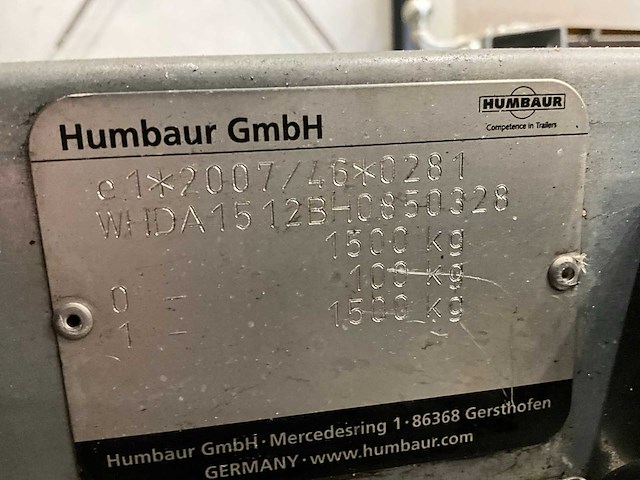 Humbaur GmbH
HUMBAUR
Competence in Trailers
e1*2007/46*0281
WHDA1512BH0850328
1500 kg
0 - 100 kg
1 - 1500 kg
Humbaur GmbH · Mercedesring 1 · 86368 Gersthofen
GERMANY · www.humbaur.com